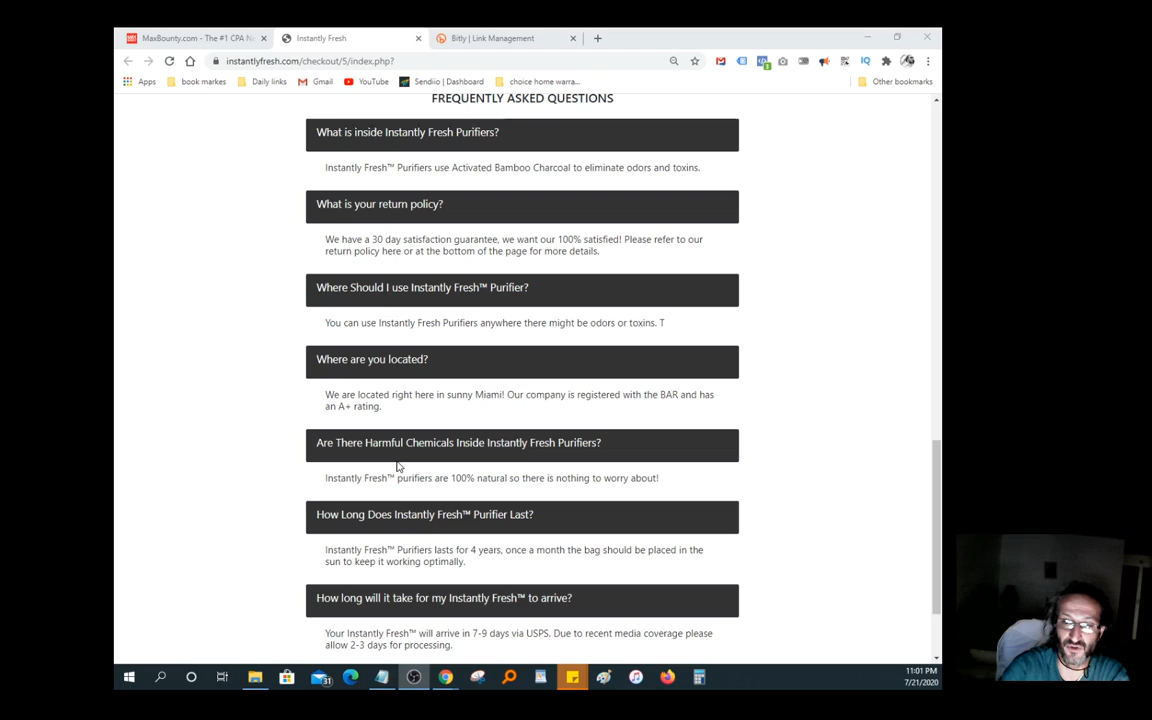 MaxBounty.com - The #1 CPA N
Instantly Fresh
Bitly | Link Management
instantlyfresh.com/checkout/5/index.php?
Apps
book markes
Daily links
Gmail
YouTube
Sendiio | Dashboard
choice home warra...
Other bookmarks
FREQUENTLY ASKED QUESTIONS
What is inside Instantly Fresh Purifiers?
Instantly Fresh™ Purifiers use Activated Bamboo Charcoal to eliminate odors and toxins.
What is your return policy?
We have a 30 day satisfaction guarantee, we want our 100% satisfied! Please refer to our
return policy here or at the bottom of the page for more details.
Where Should I use Instantly Fresh™ Purifier?
You can use Instantly Fresh Purifiers anywhere there might be odors or toxins. T
Where are you located?
We are located right here in sunny Miami! Our company is registered with the BAR and has
an A+ rating.
Are There Harmful Chemicals Inside Instantly Fresh Purifiers?
Instantly Fresh™ purifiers are 100% natural so there is nothing to worry about!
How Long Does Instantly Fresh™ Purifier Last?
Instantly Fresh™ Purifiers lasts for 4 years, once a month the bag should be placed in the
sun to keep it working optimally.
How long will it take for my Instantly Fresh™ to arrive?
Your Instantly Fresh™ will arrive in 7-9 days via USPS. Due to recent media coverage please
allow 2-3 days for processing.
31
11:01 PM
7/21/2020